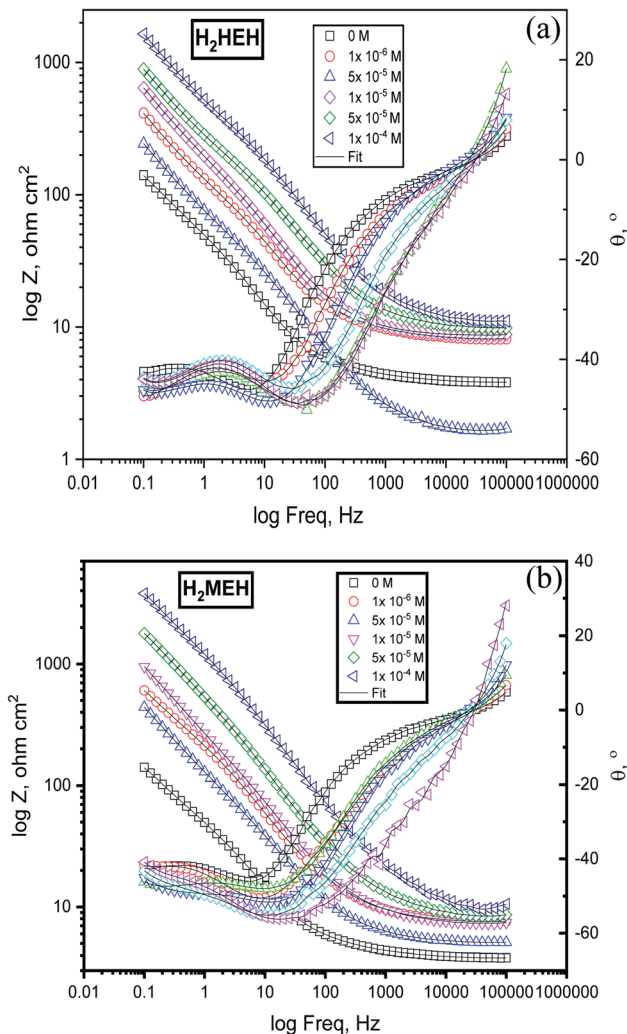 H₂HEH
(a)
0 M
1x 10⁻⁶ M
5x 10⁻⁵ M
1x 10⁻⁵ M
5x 10⁻⁵ M
1x 10⁻⁴ M
Fit
log Z, ohm cm²
1000
100
10
1
20
0
-20
-40
-60
θ, °
0.01 0.1 1 10 100 1000 10000 100000 1000000
log Freq, Hz
H₂MEH
(b)
0 M
1x 10⁻⁶ M
5x 10⁻⁵ M
1x 10⁻⁵ M
5x 10⁻⁵ M
1x 10⁻⁴ M
Fit
log Z, ohm cm²
1000
100
10
40
20
0
-20
-40
-60
θ, °
0.01 0.1 1 10 100 1000 10000 100000 1000000
log Freq, Hz